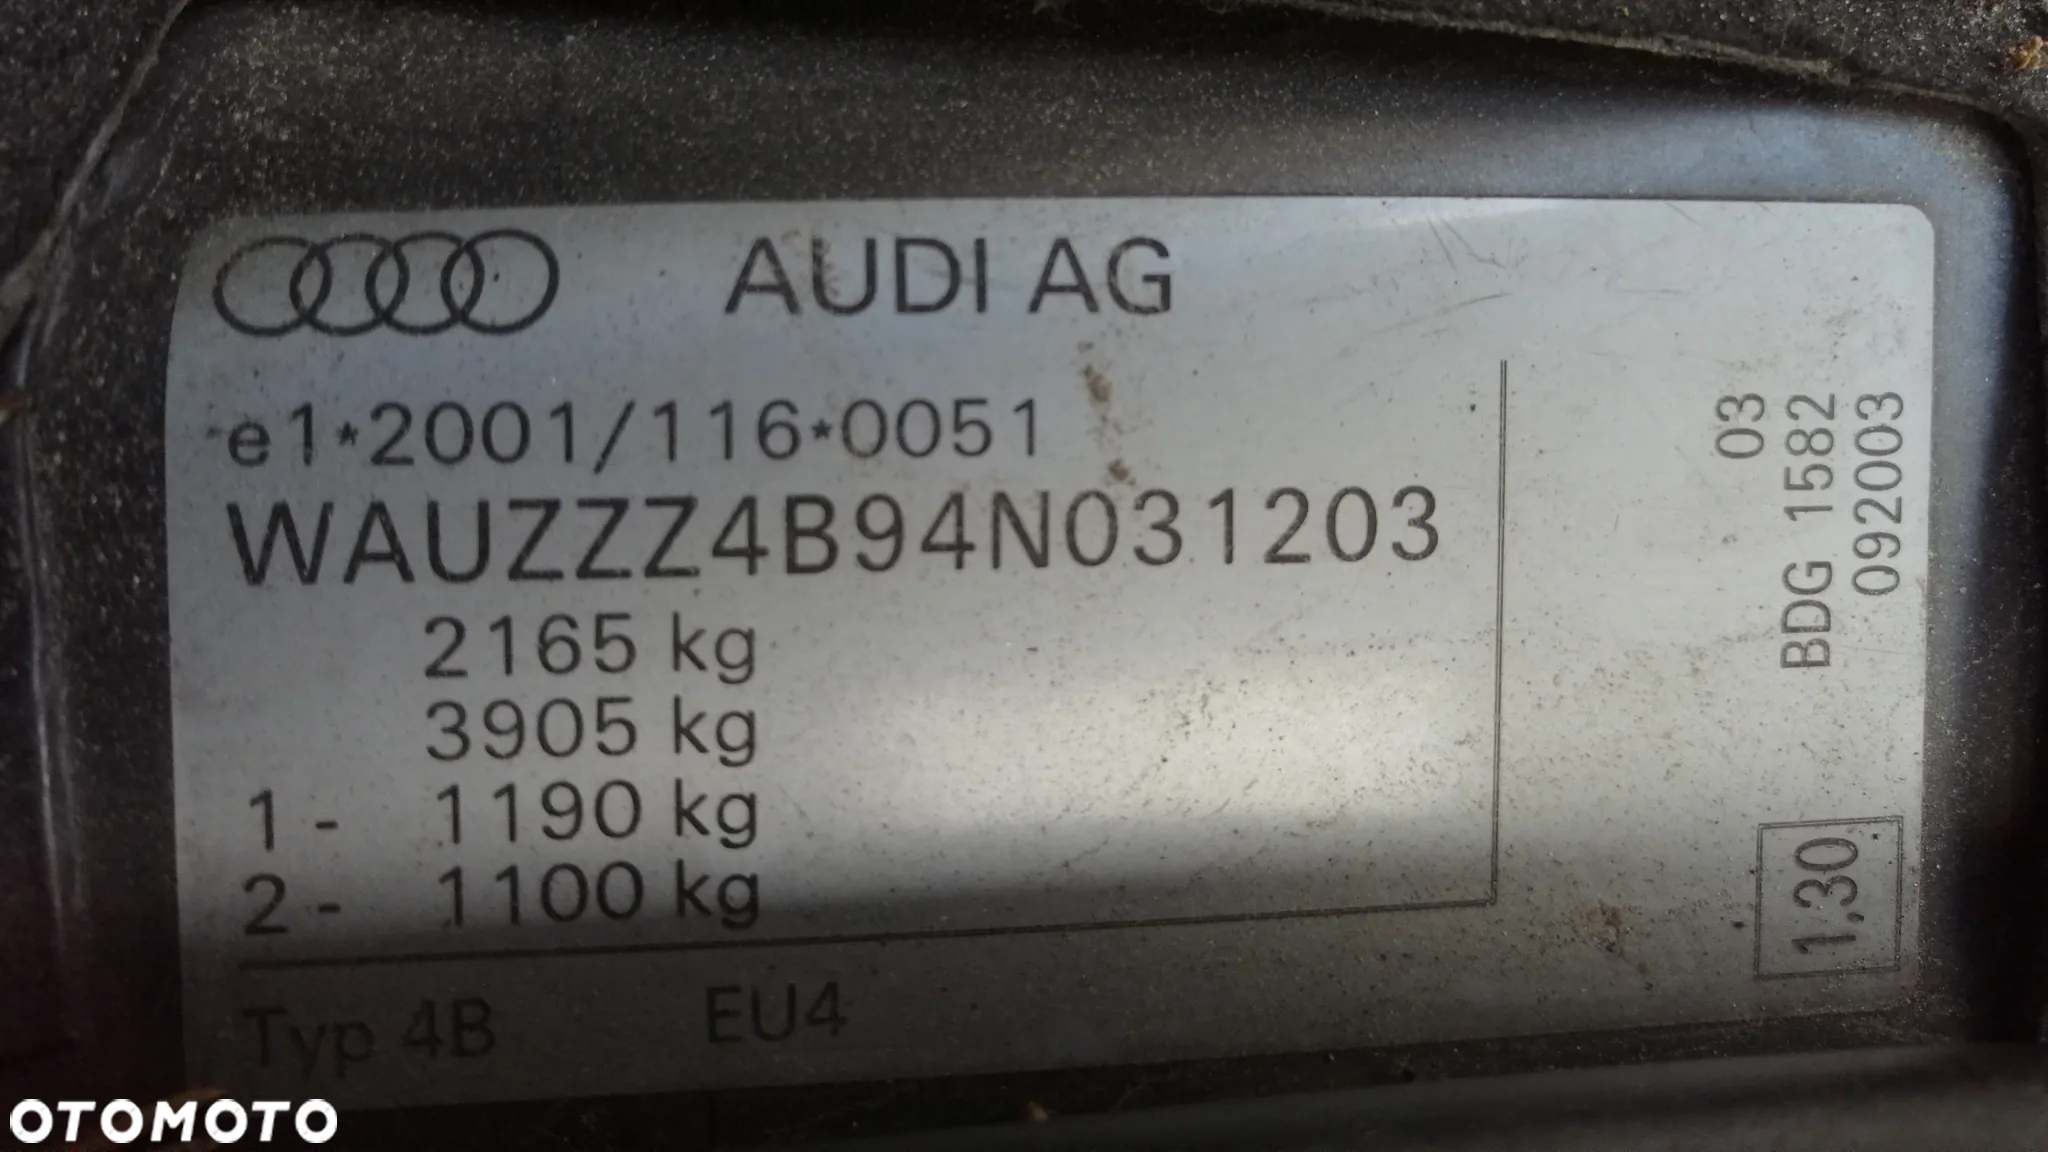 AUDI AG
e1*2001/116*0051
WAUZZZ4B94N031203
2165 kg
3905 kg
1 - 1190 kg
2 - 1100 kg
Typ 4B EU4
03
BDG 1582
092003
1,30
OTOMOTO